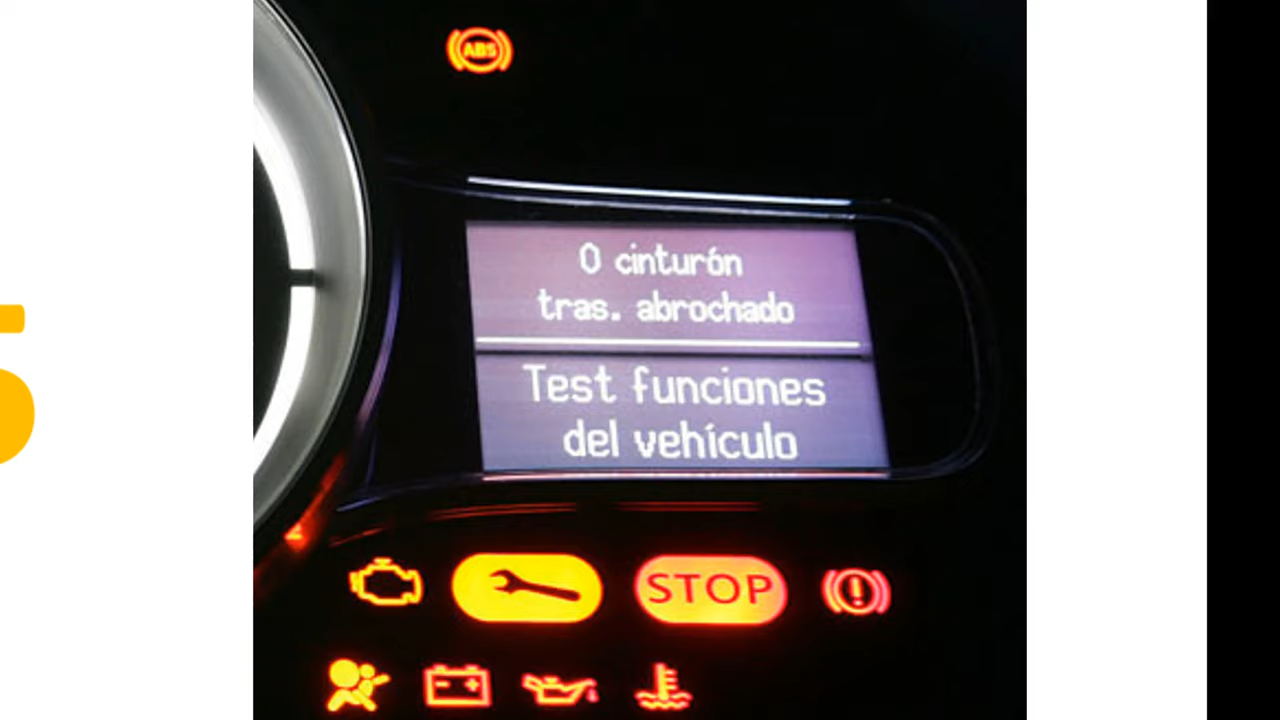 ABS
0 cinturón
tras. abrochado
Test funciones
del vehículo
STOP